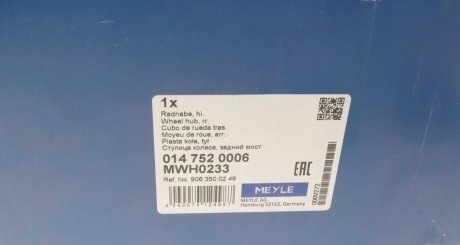 1x
Radnabe, hi.
Wheel hub, rr.
Cubo de rueda tras.
Moyeu de roue, arr.
Piasta koła, tył
Ступица колеса, задний мост
014 752 0006
MWH0233
Ref. No. 906 350 02 49
EAC
MEYLE
MEYLE AG
Hamburg 22143, Germany